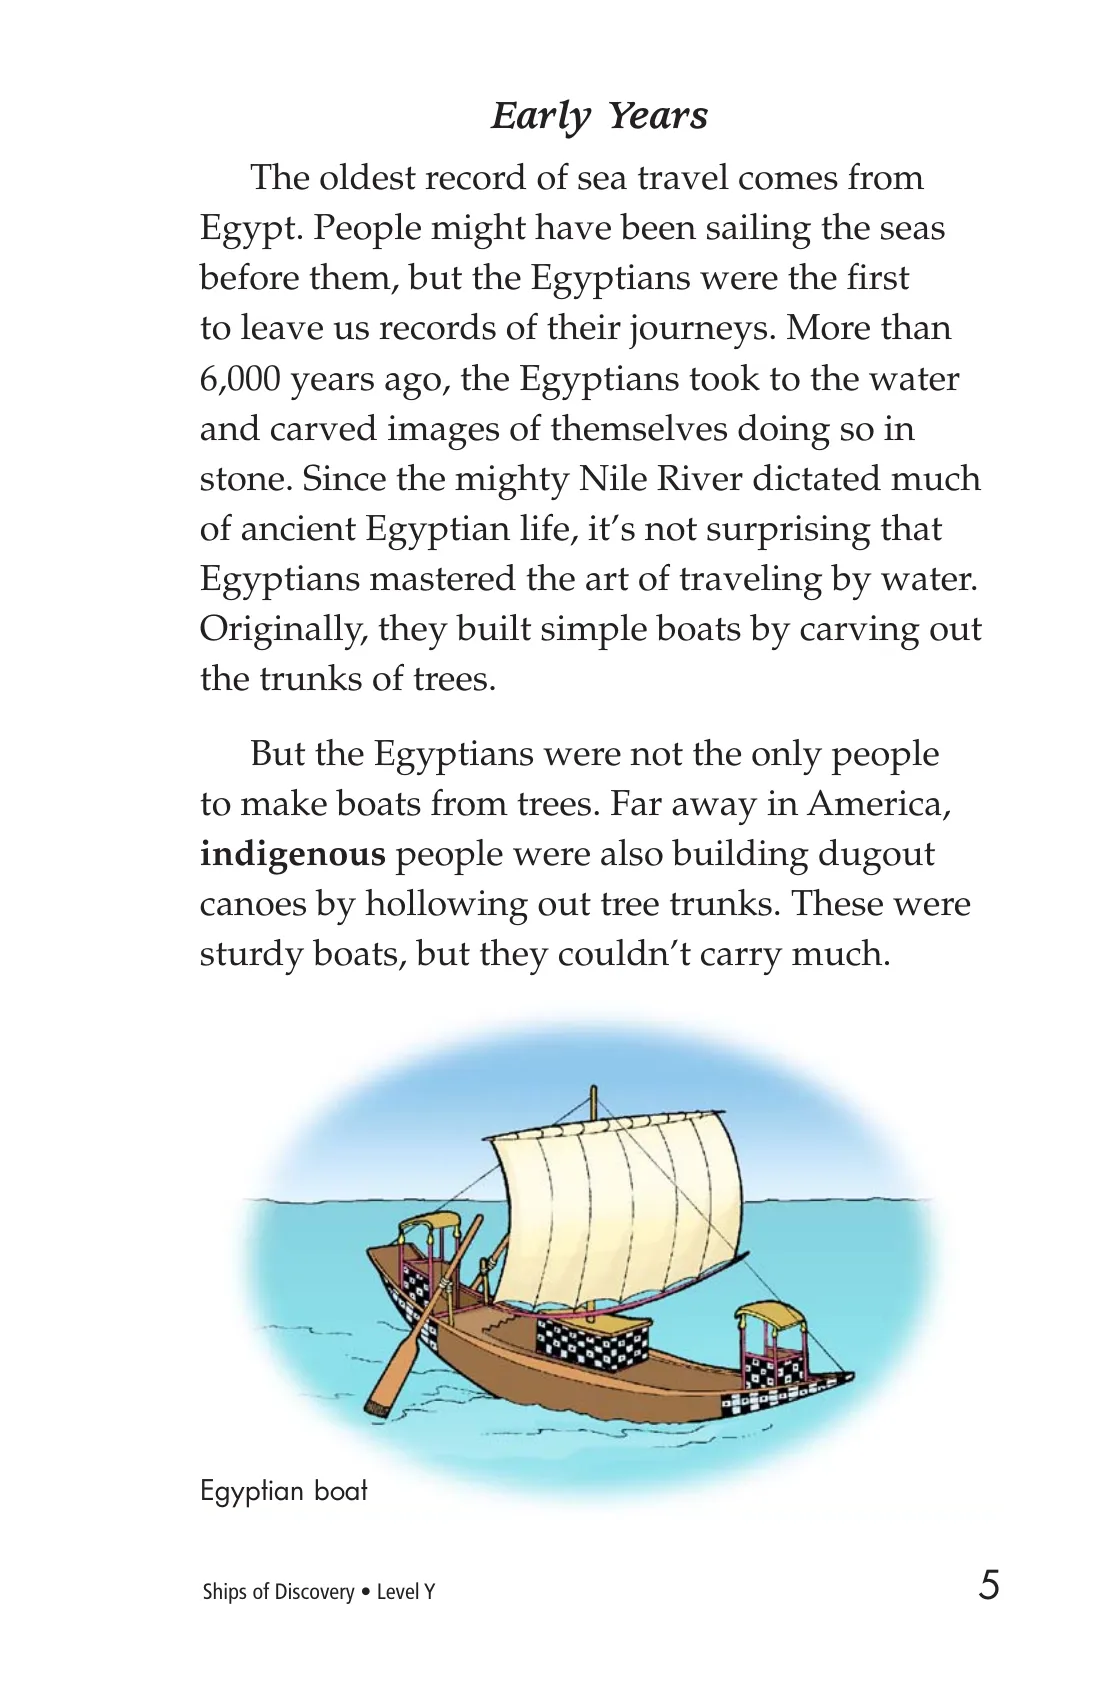 Early Years
The oldest record of sea travel comes from
Egypt. People might have been sailing the seas
before them, but the Egyptians were the first
to leave us records of their journeys. More than
6,000 years ago, the Egyptians took to the water
and carved images of themselves doing so in
stone. Since the mighty Nile River dictated much
of ancient Egyptian life, it’s not surprising that
Egyptians mastered the art of traveling by water.
Originally, they built simple boats by carving out
the trunks of trees.
But the Egyptians were not the only people
to make boats from trees. Far away in America,
indigenous people were also building dugout
canoes by hollowing out tree trunks. These were
sturdy boats, but they couldn’t carry much.
Egyptian boat
Ships of Discovery • Level Y
5